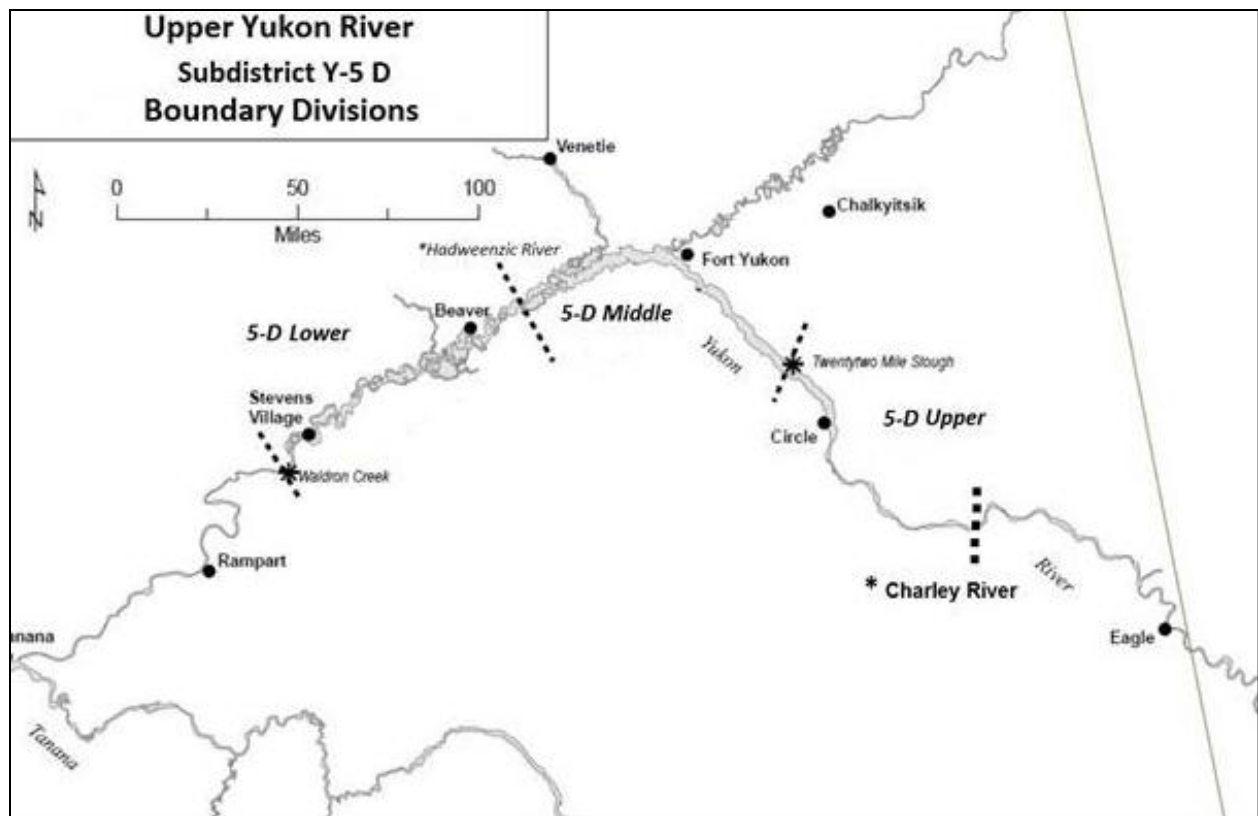 Upper Yukon River
Subdistrict Y-5 D
Boundary Divisions
N
0 50 100
Miles
Venetie
Chalkyitsik
*Hadweenzic River
Fort Yukon
Beaver
5-D Middle
5-D Lower
Yukon
Twentytwo Mile Slough
Stevens
Village
5-D Upper
Circle
Waldron Creek
Rampart
River
* Charley River
anana
Eagle
Tanana